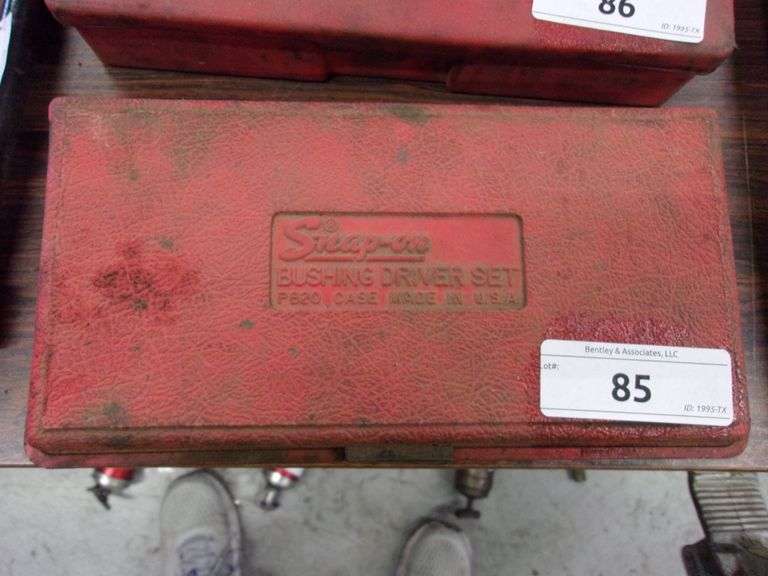 86
ID: 1993-TX
Snap-on
BUSHING DRIVER SET
PB20 CASE MADE IN U.S.A
Bentley & Associates, LLC
Lot#:
85
ID: 1993-TX